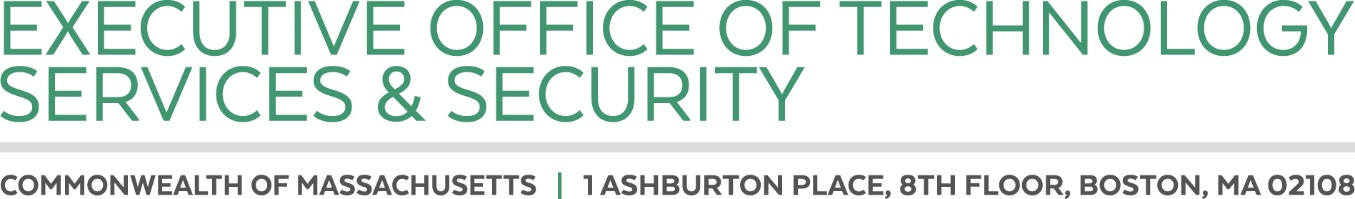 EXECUTIVE OFFICE OF TECHNOLOGY
SERVICES & SECURITY
COMMONWEALTH OF MASSACHUSETTS | 1 ASHBURTON PLACE, 8TH FLOOR, BOSTON, MA 02108